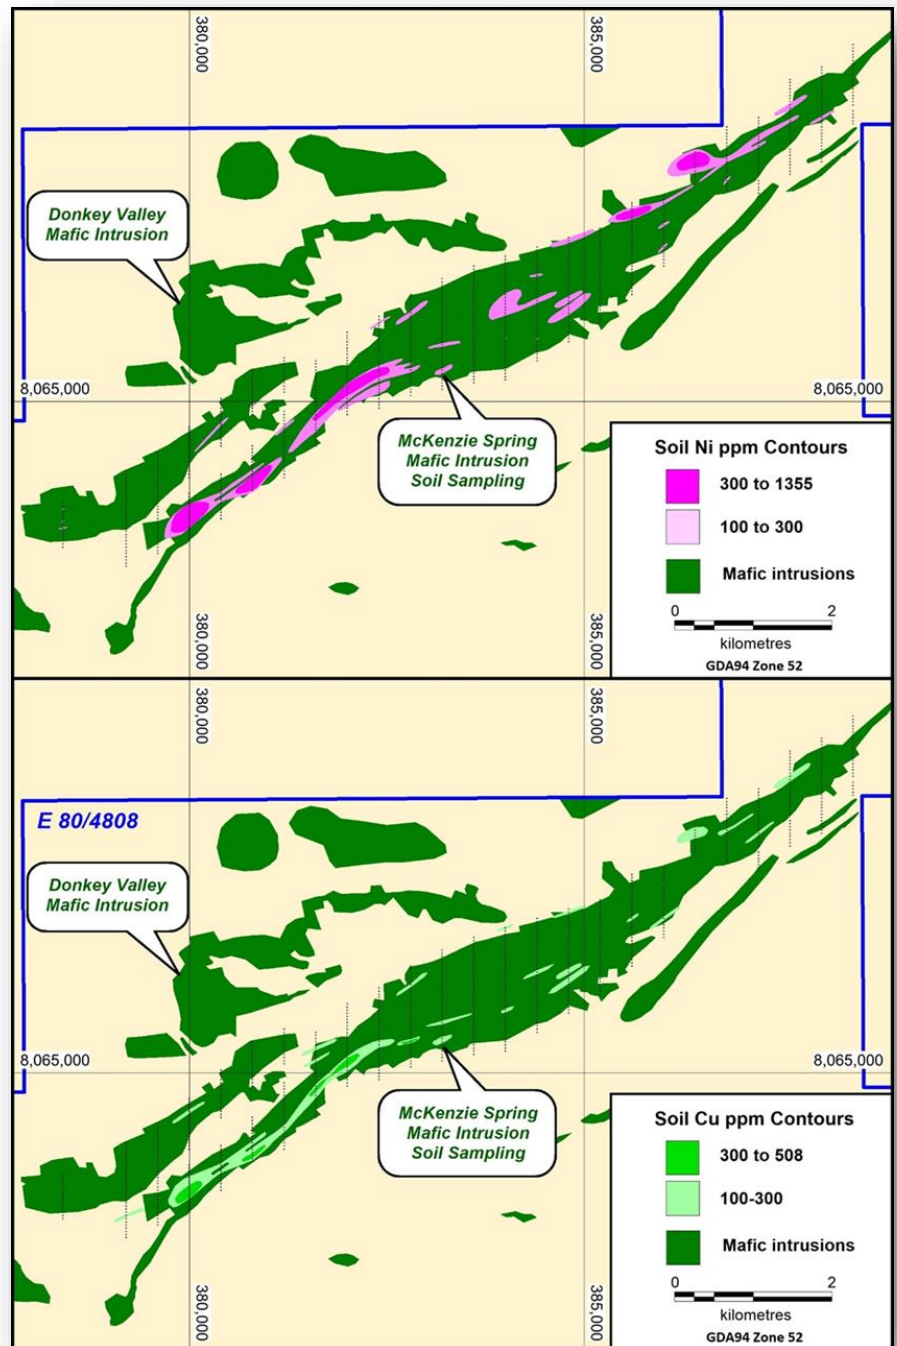 380,000
385,000
Donkey Valley
Mafic Intrusion
8,065,000
8,065,000
McKenzie Spring
Mafic Intrusion
Soil Sampling
Soil Ni ppm Contours
300 to 1355
100 to 300
Mafic intrusions
0 2
kilometres
GDA94 Zone 52
380,000
385,000
380,000
385,000
E 80/4808
Donkey Valley
Mafic Intrusion
8,065,000
8,065,000
McKenzie Spring
Mafic Intrusion
Soil Sampling
Soil Cu ppm Contours
300 to 508
100-300
Mafic intrusions
0 2
kilometres
GDA94 Zone 52
380,000
385,000